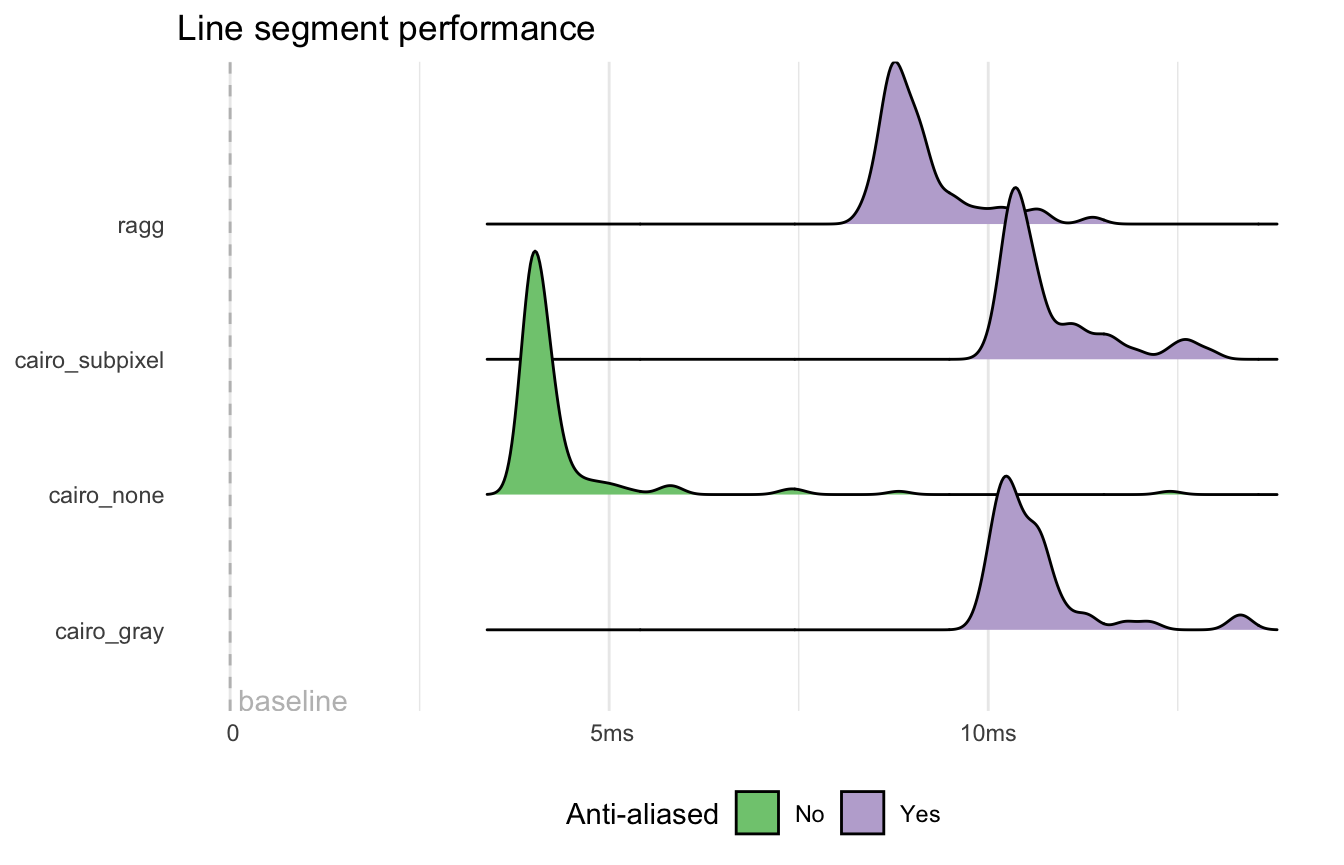 Line segment performance
ragg
cairo_subpixel
cairo_none
cairo_gray
baseline
0 5ms 10ms
Anti-aliased No Yes